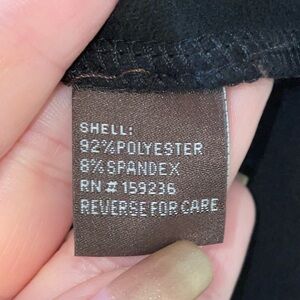 SHELL:
92%POLYESTER
8%SPANDEX
RN#159236
REVERSE FOR CARE